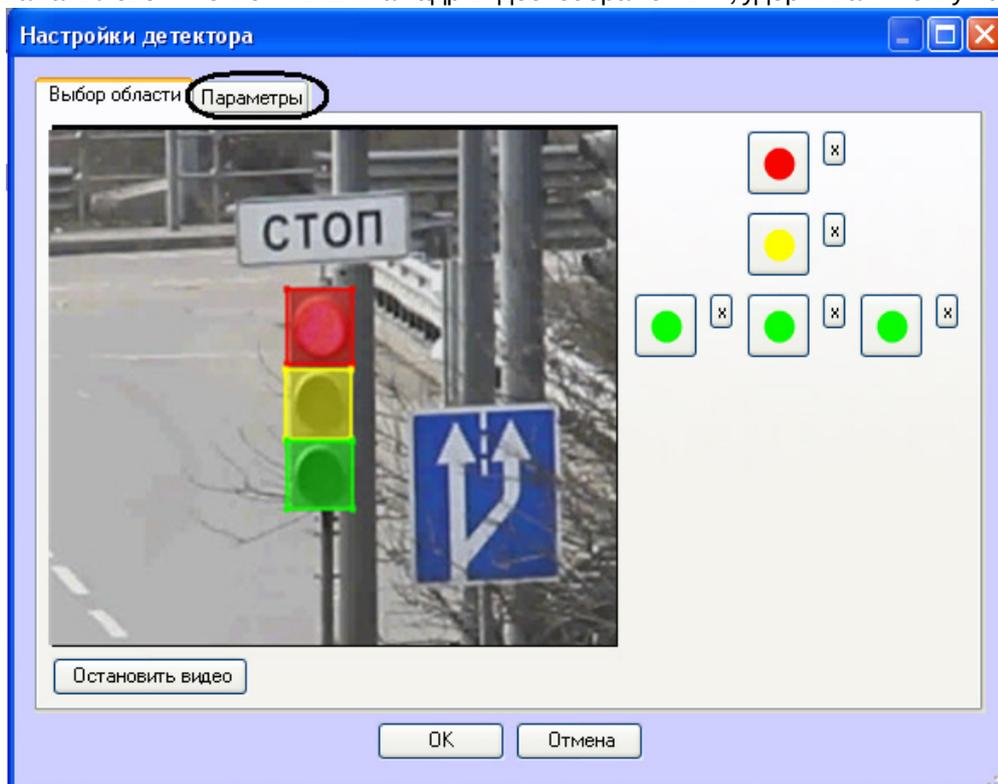 Настройки детектора
Выбор области Параметры
СТОП
x
x
x x x
Остановить видео
OK Отмена